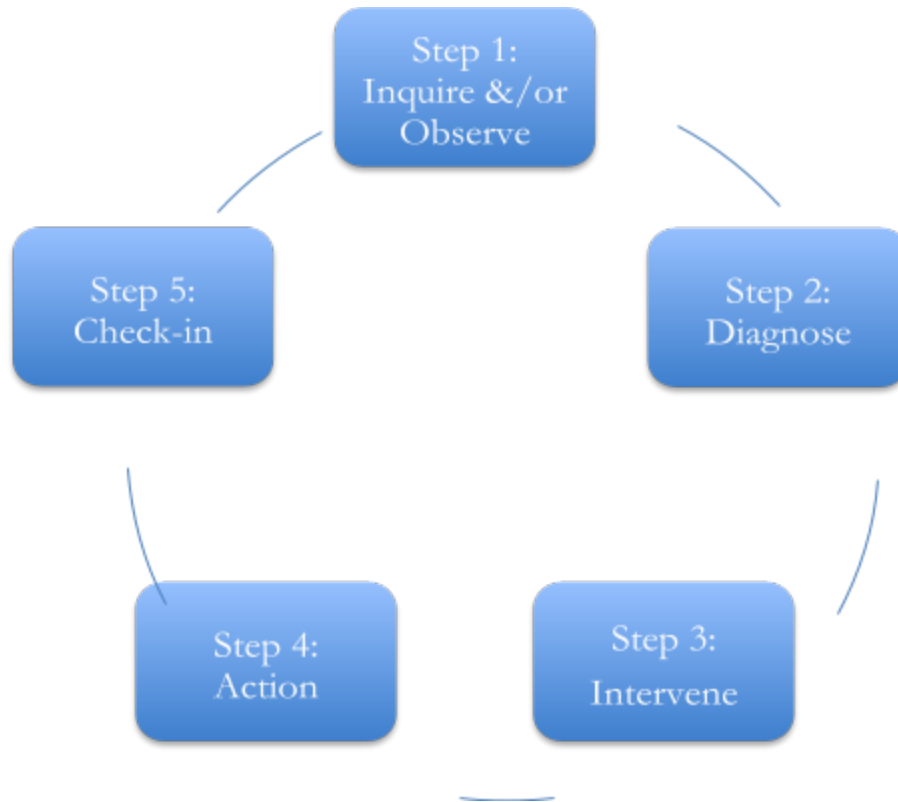 Step 1:
Inquire &/or
Observe
Step 2:
Diagnose
Step 3:
Intervene
Step 4:
Action
Step 5:
Check-in